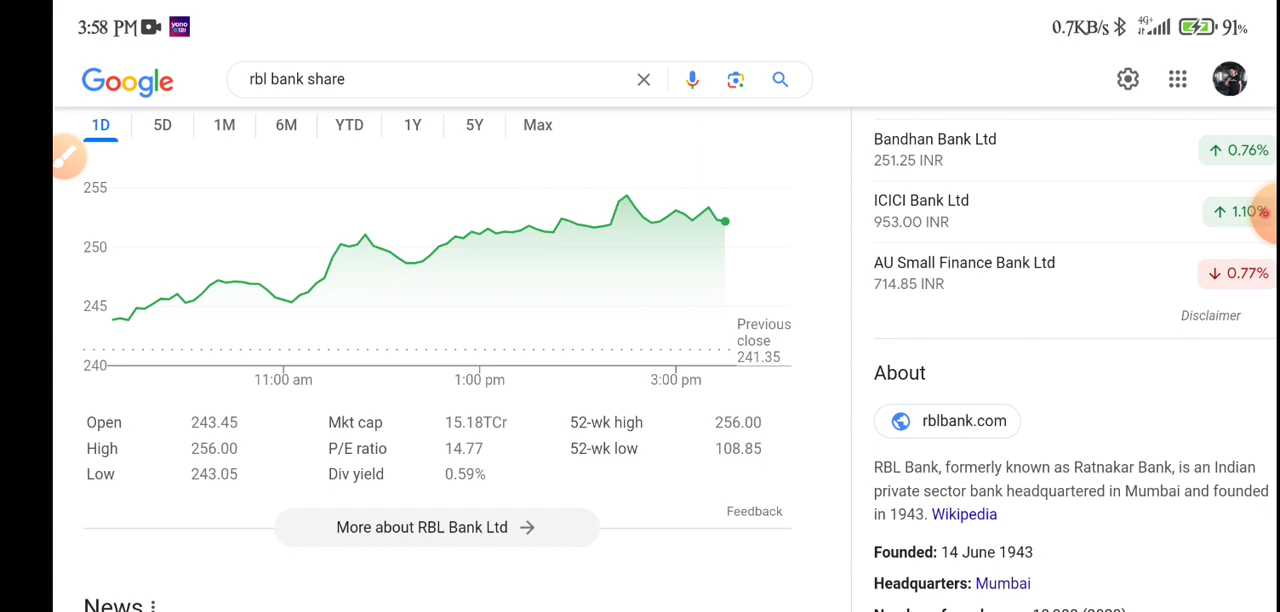 3:58 PM
yono
SBI
0.7KB/s 4G+ 91%
Google
rbl bank share
1D 5D 1M 6M YTD 1Y 5Y Max
255
250
245
240
Previous
close
241.35
11:00 am 1:00 pm 3:00 pm
Open 243.45 Mkt cap 15.18TCr 52-wk high 256.00
High 256.00 P/E ratio 14.77 52-wk low 108.85
Low 243.05 Div yield 0.59%
Feedback
More about RBL Bank Ltd
News
Bandhan Bank Ltd
251.25 INR
0.76%
ICICI Bank Ltd
953.00 INR
1.10%
AU Small Finance Bank Ltd
714.85 INR
0.77%
Disclaimer
About
rblbank.com
RBL Bank, formerly known as Ratnakar Bank, is an Indian
private sector bank headquartered in Mumbai and founded
in 1943. Wikipedia
Founded: 14 June 1943
Headquarters: Mumbai